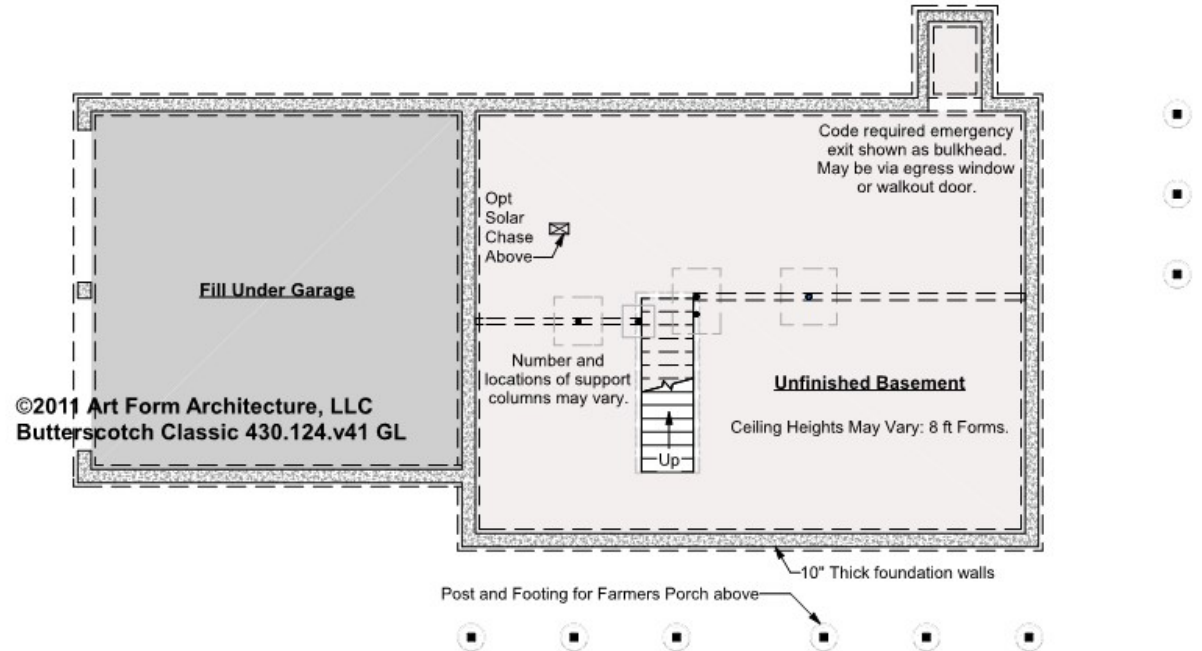 Code required emergency
exit shown as bulkhead.
May be via egress window
or walkout door.
Opt
Solar
Chase
Above
Fill Under Garage
Number and
locations of support
columns may vary.
Unfinished Basement
©2011 Art Form Architecture, LLC
Butterscotch Classic 430.124.v41 GL
Ceiling Heights May Vary: 8 ft Forms.
Up
10" Thick foundation walls
Post and Footing for Farmers Porch above